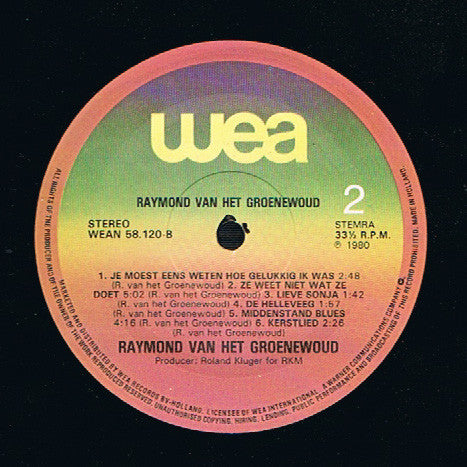 wea
RAYMOND VAN HET GROENEWOUD
2
STEREO
WEAN 58.120-B
STEMRA
33⅓ R.P.M.
℗ 1980
1. JE MOEST EENS WETEN HOE GELUKKIG IK WAS 2:48
(R. van het Groenewoud) 2. ZE WEET NIET WAT ZE
DOET 5:02 (R. van het Groenewoud) 3. LIEVE SONJA 1:42
(R. van het Groenewoud) 4. DE HELLEVEEG 1:57
(R. van het Groenewoud) 5. MIDDENSTAND BLUES
4:16 (R. van het Groenewoud) 6. KERSTLIED 2:26
(R. van het Groenewoud)
RAYMOND VAN HET GROENEWOUD
Producer: Roland Kluger for RKM
ALL RIGHTS OF THE PRODUCER AND OF THE OWNER OF THE WORK REPRODUCED RESERVED. UNAUTHORISED COPYING, HIRING, LENDING, PUBLIC PERFORMANCE AND BROADCASTING OF THIS RECORD PROHIBITED. MADE IN HOLLAND.
MARKETED AND DISTRIBUTED BY WEA RECORDS BV-HOLLAND. LICENSEE OF WEA INTERNATIONAL. A WARNER COMMUNICATIONS COMPANY